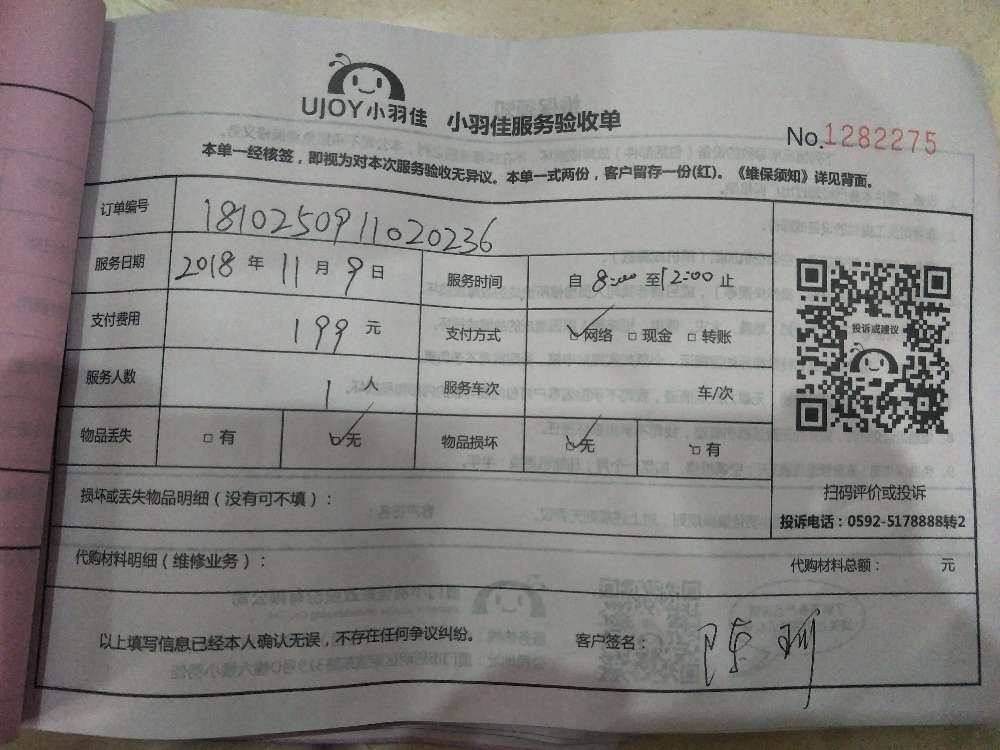 UJOY小羽佳 小羽佳服务验收单
No.1282275
本单一经核签，即视为对本次服务验收无异议。本单一式两份，客户留存一份(红)。《维保须知》详见背面。
订单编号 181025091102023​6
服务日期 2018 年 11 月 9 日 服务时间 自 8:00 至 12:00 止
支付费用 199 元 支付方式 网络 现金 转账
投诉或建议
服务人数 1 人 服务车次 车/次
物品丢失 有 无 物品损坏 无 有
扫码评价或投诉
损坏或丢失物品明细（没有可不填）：
投诉电话：0592-5178888转2
代购材料明细（维修业务）： 代购材料总额： 元
以上填写信息已经本人确认无误，不存在任何争议纠纷。 客户签名：